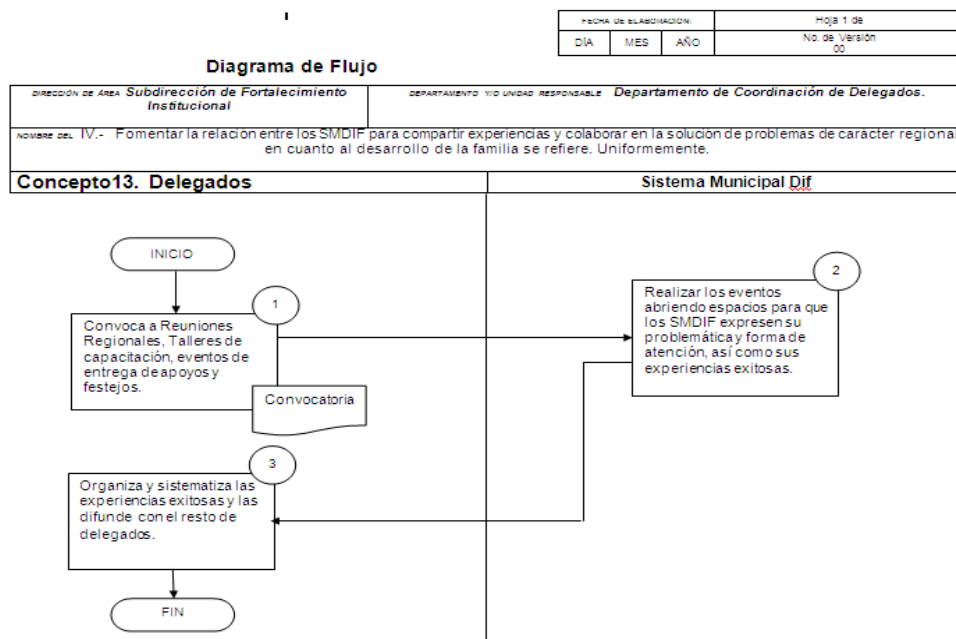 FECHA DE ELABORACIÓN:
Hoja 1 de
DÍA MES AÑO
No. de Versión
00
Diagrama de Flujo
DIRECCIÓN DE ÁREA Subdirección de Fortalecimiento
Institucional
DEPARTAMENTO Y/O UNIDAD RESPONSABLE Departamento de Coordinación de Delegados.
NOMBRE DEL IV.- Fomentar la relación entre los SMDIF para compartir experiencias y colaborar en la solución de problemas de carácter regional
en cuanto al desarrollo de la familia se refiere. Uniformemente.
Concepto13. Delegados
Sistema Municipal Dif
INICIO
1
Convoca a Reuniones
Regionales, Talleres de
capacitación, eventos de
entrega de apoyos y
festejos.
Convocatoria
2
Realizar los eventos
abriendo espacios para que
los SMDIF expresen su
problemática y forma de
atención, así como sus
experiencias exitosas.
3
Organiza y sistematiza las
experiencias exitosas y las
difunde con el resto de
delegados.
FIN